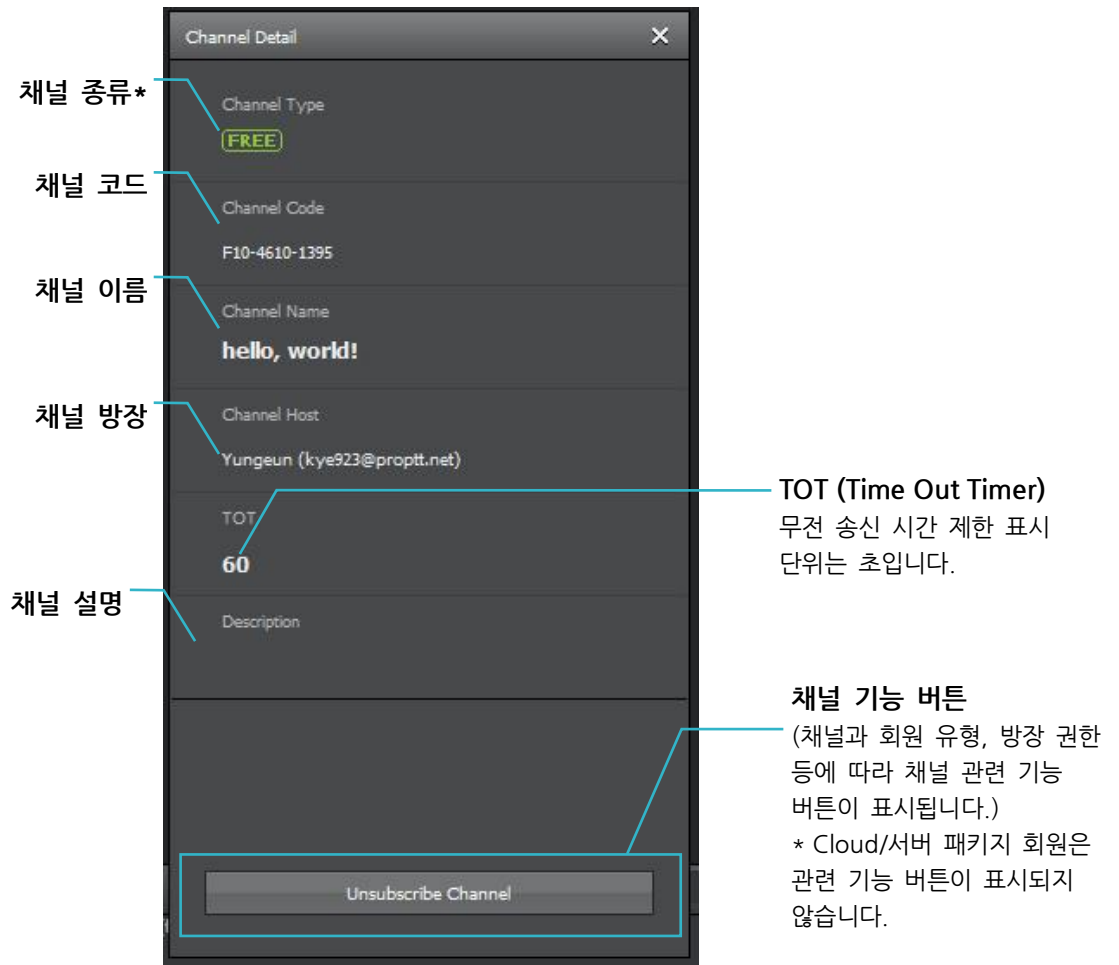 Channel Detail
채널 종류*
Channel Type
FREE
채널 코드
Channel Code
F10-4610-1395
채널 이름
Channel Name
hello, world!
채널 방장
Channel Host
Yungeun (kye923@proptt.net)
TOT
60
TOT (Time Out Timer)
무전 송신 시간 제한 표시
단위는 초입니다.
채널 설명
Description
채널 기능 버튼
(채널과 회원 유형, 방장 권한
등에 따라 채널 관련 기능
버튼이 표시됩니다.)
* Cloud/서버 패키지 회원은
관련 기능 버튼이 표시되지
않습니다.
Unsubscribe Channel